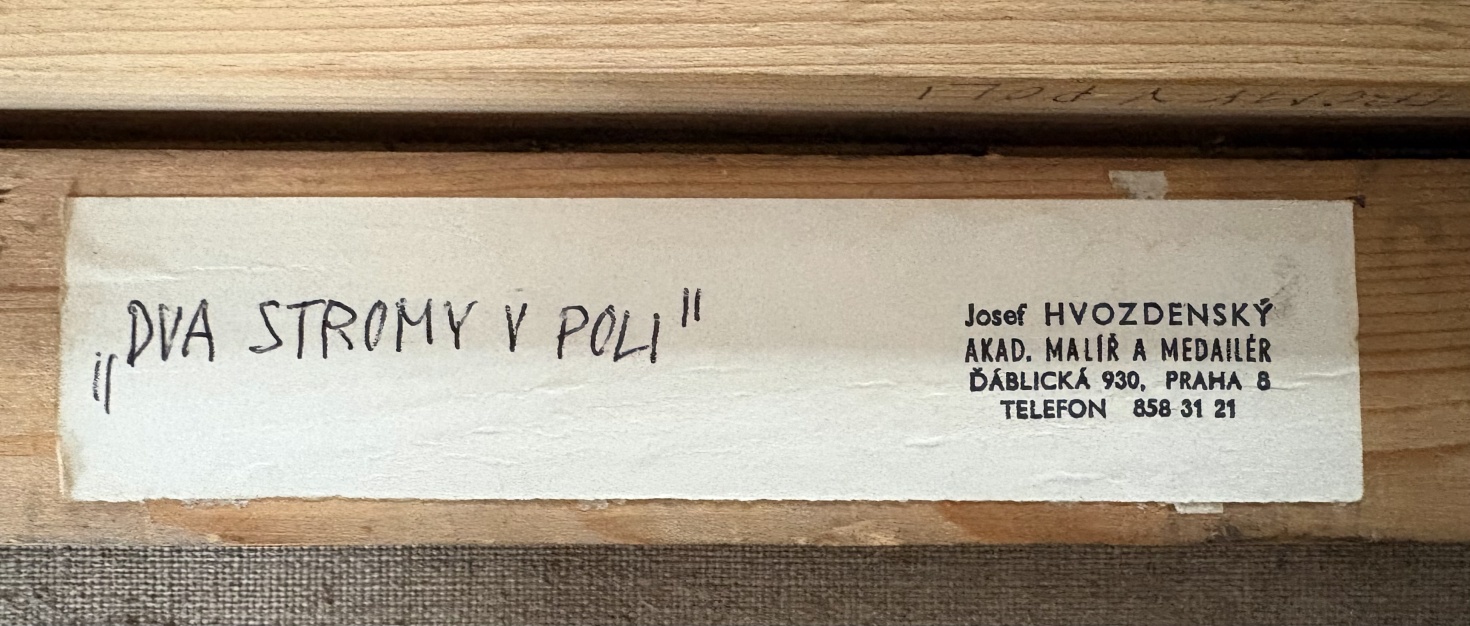 „DVA STROMY V POLI"
Josef HVOZDENSKÝ
AKAD. MALÍŘ A MEDAILÉR
ĎÁBLICKÁ 930, PRAHA 8
TELEFON 858 31 21